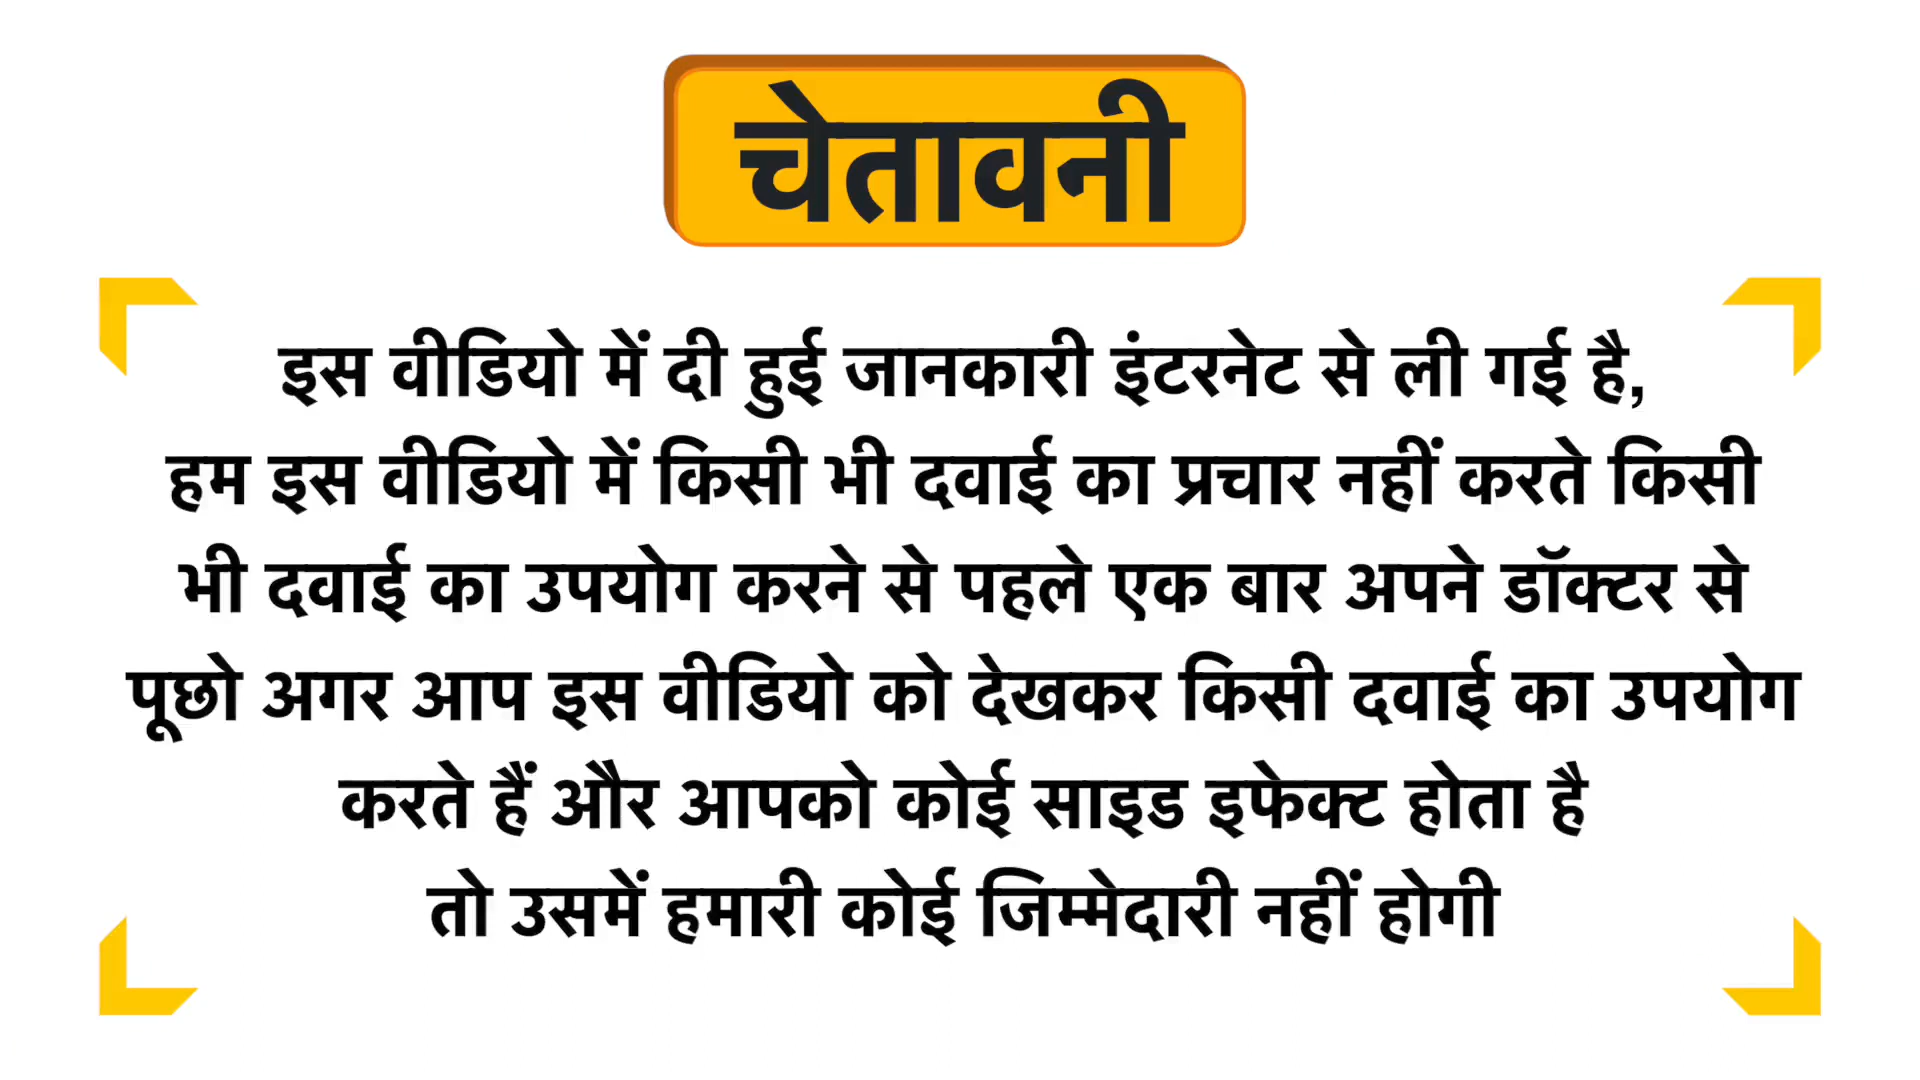 चेतावनी
इस वीडियो में दी हुई जानकारी इंटरनेट से ली गई है,
हम इस वीडियो में किसी भी दवाई का प्रचार नहीं करते किसी
भी दवाई का उपयोग करने से पहले एक बार अपने डॉक्टर से
पूछो अगर आप इस वीडियो को देखकर किसी दवाई का उपयोग
करते हैं और आपको कोई साइड इफेक्ट होता है
तो उसमें हमारी कोई जिम्मेदारी नहीं होगी